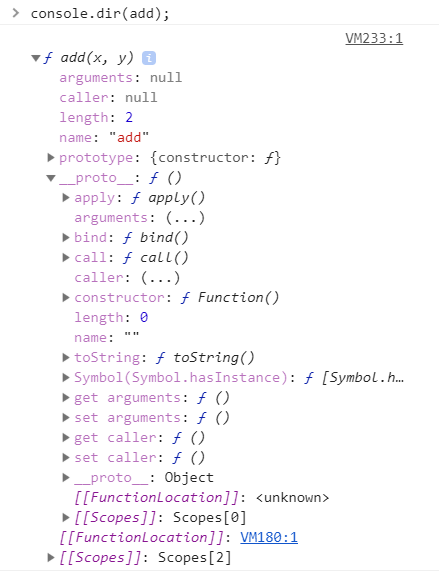 > console.dir(add);
VM233:1
▼ƒ add(x, y) i
arguments: null
caller: null
length: 2
name: "add"
▶prototype: {constructor: ƒ}
▼__proto__: ƒ ()
▶apply: ƒ apply()
arguments: (...)
▶bind: ƒ bind()
▶call: ƒ call()
caller: (...)
▶constructor: ƒ Function()
length: 0
name: ""
▶toString: ƒ toString()
▶Symbol(Symbol.hasInstance): ƒ [Symbol.h…
▶get arguments: ƒ ()
▶set arguments: ƒ ()
▶get caller: ƒ ()
▶set caller: ƒ ()
▶__proto__: Object
[[FunctionLocation]]: <unknown>
▶[[Scopes]]: Scopes[0]
[[FunctionLocation]]: VM180:1
▶[[Scopes]]: Scopes[2]